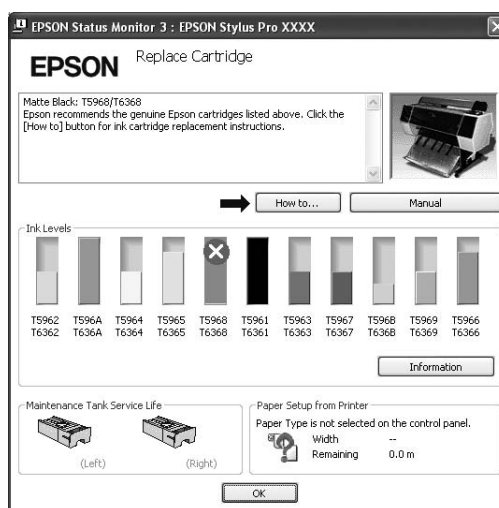 EPSON Status Monitor 3 : EPSON Stylus Pro XXXX
EPSON
Replace Cartridge
Matte Black: T5968/T6368
Epson recommends the genuine Epson cartridges listed above. Click the
[How to] button for ink cartridge replacement instructions.
How to...
Manual
Ink Levels
T5962 T596A T5964 T5965 T5968 T5961 T5963 T5967 T596B T5969 T5966
T6362 T636A T6364 T6365 T6368 T6361 T6363 T6367 T636B T6369 T6366
Information
Maintenance Tank Service Life
(Left) (Right)
Paper Setup from Printer
Paper Type is not selected on the control panel.
Width --
Remaining 0.0 m
OK